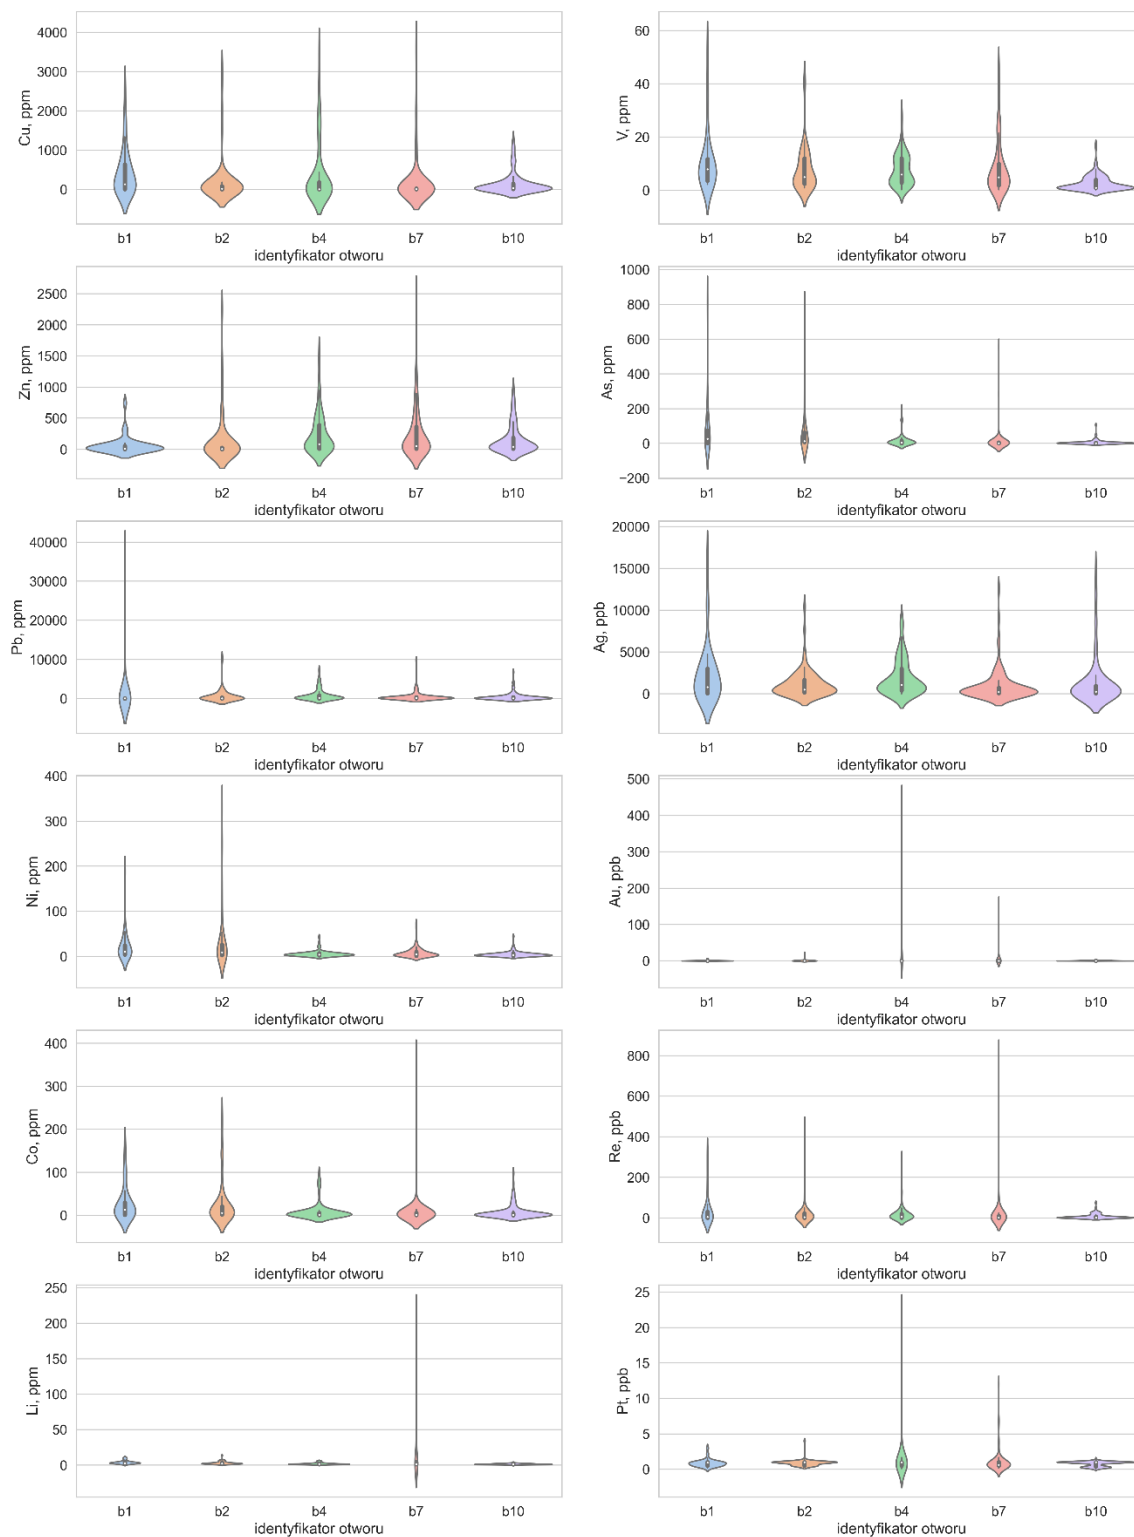 4000
3000
2000
1000
0
Cu, ppm
b1 b2 b4 b7 b10
identyfikator otworu
60
40
20
0
V, ppm
b1 b2 b4 b7 b10
identyfikator otworu
2500
2000
1500
1000
500
0
Zn, ppm
b1 b2 b4 b7 b10
identyfikator otworu
1000
800
600
400
200
0
−200
As, ppm
b1 b2 b4 b7 b10
identyfikator otworu
40000
30000
20000
10000
0
Pb, ppm
b1 b2 b4 b7 b10
identyfikator otworu
20000
15000
10000
5000
0
Ag, ppb
b1 b2 b4 b7 b10
identyfikator otworu
400
300
200
100
0
Ni, ppm
b1 b2 b4 b7 b10
identyfikator otworu
500
400
300
200
100
0
Au, ppb
b1 b2 b4 b7 b10
identyfikator otworu
400
300
200
100
0
Co, ppm
b1 b2 b4 b7 b10
identyfikator otworu
800
600
400
200
0
Re, ppb
b1 b2 b4 b7 b10
identyfikator otworu
250
200
150
100
50
0
Li, ppm
b1 b2 b4 b7 b10
identyfikator otworu
25
20
15
10
5
0
Pt, ppb
b1 b2 b4 b7 b10
identyfikator otworu